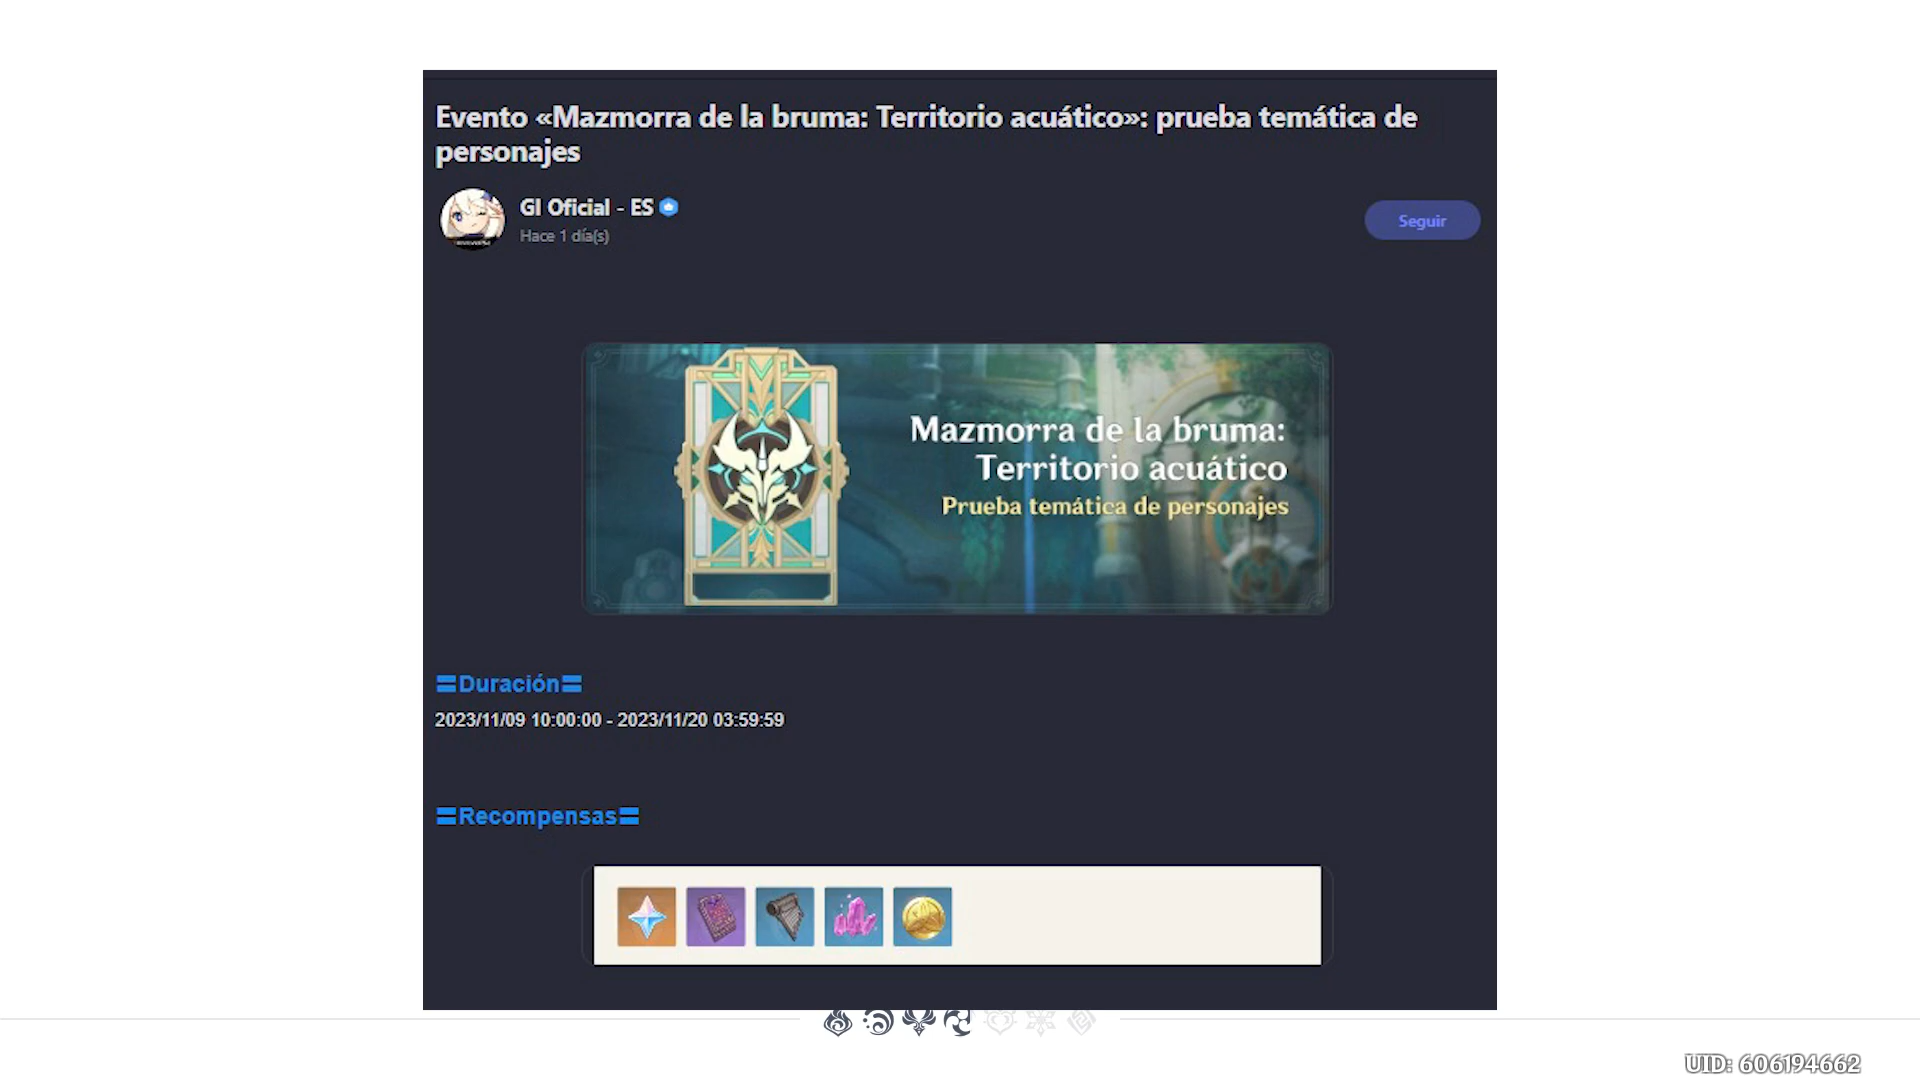 Evento «Mazmorra de la bruma: Territorio acuático»: prueba temática de
personajes
GI Oficial - ES
Hace 1 día(s)
Seguir
Mazmorra de la bruma:
Territorio acuático
Prueba temática de personajes
〓Duración〓
2023/11/09 10:00:00 - 2023/11/20 03:59:59
〓Recompensas〓
UID: 606194662